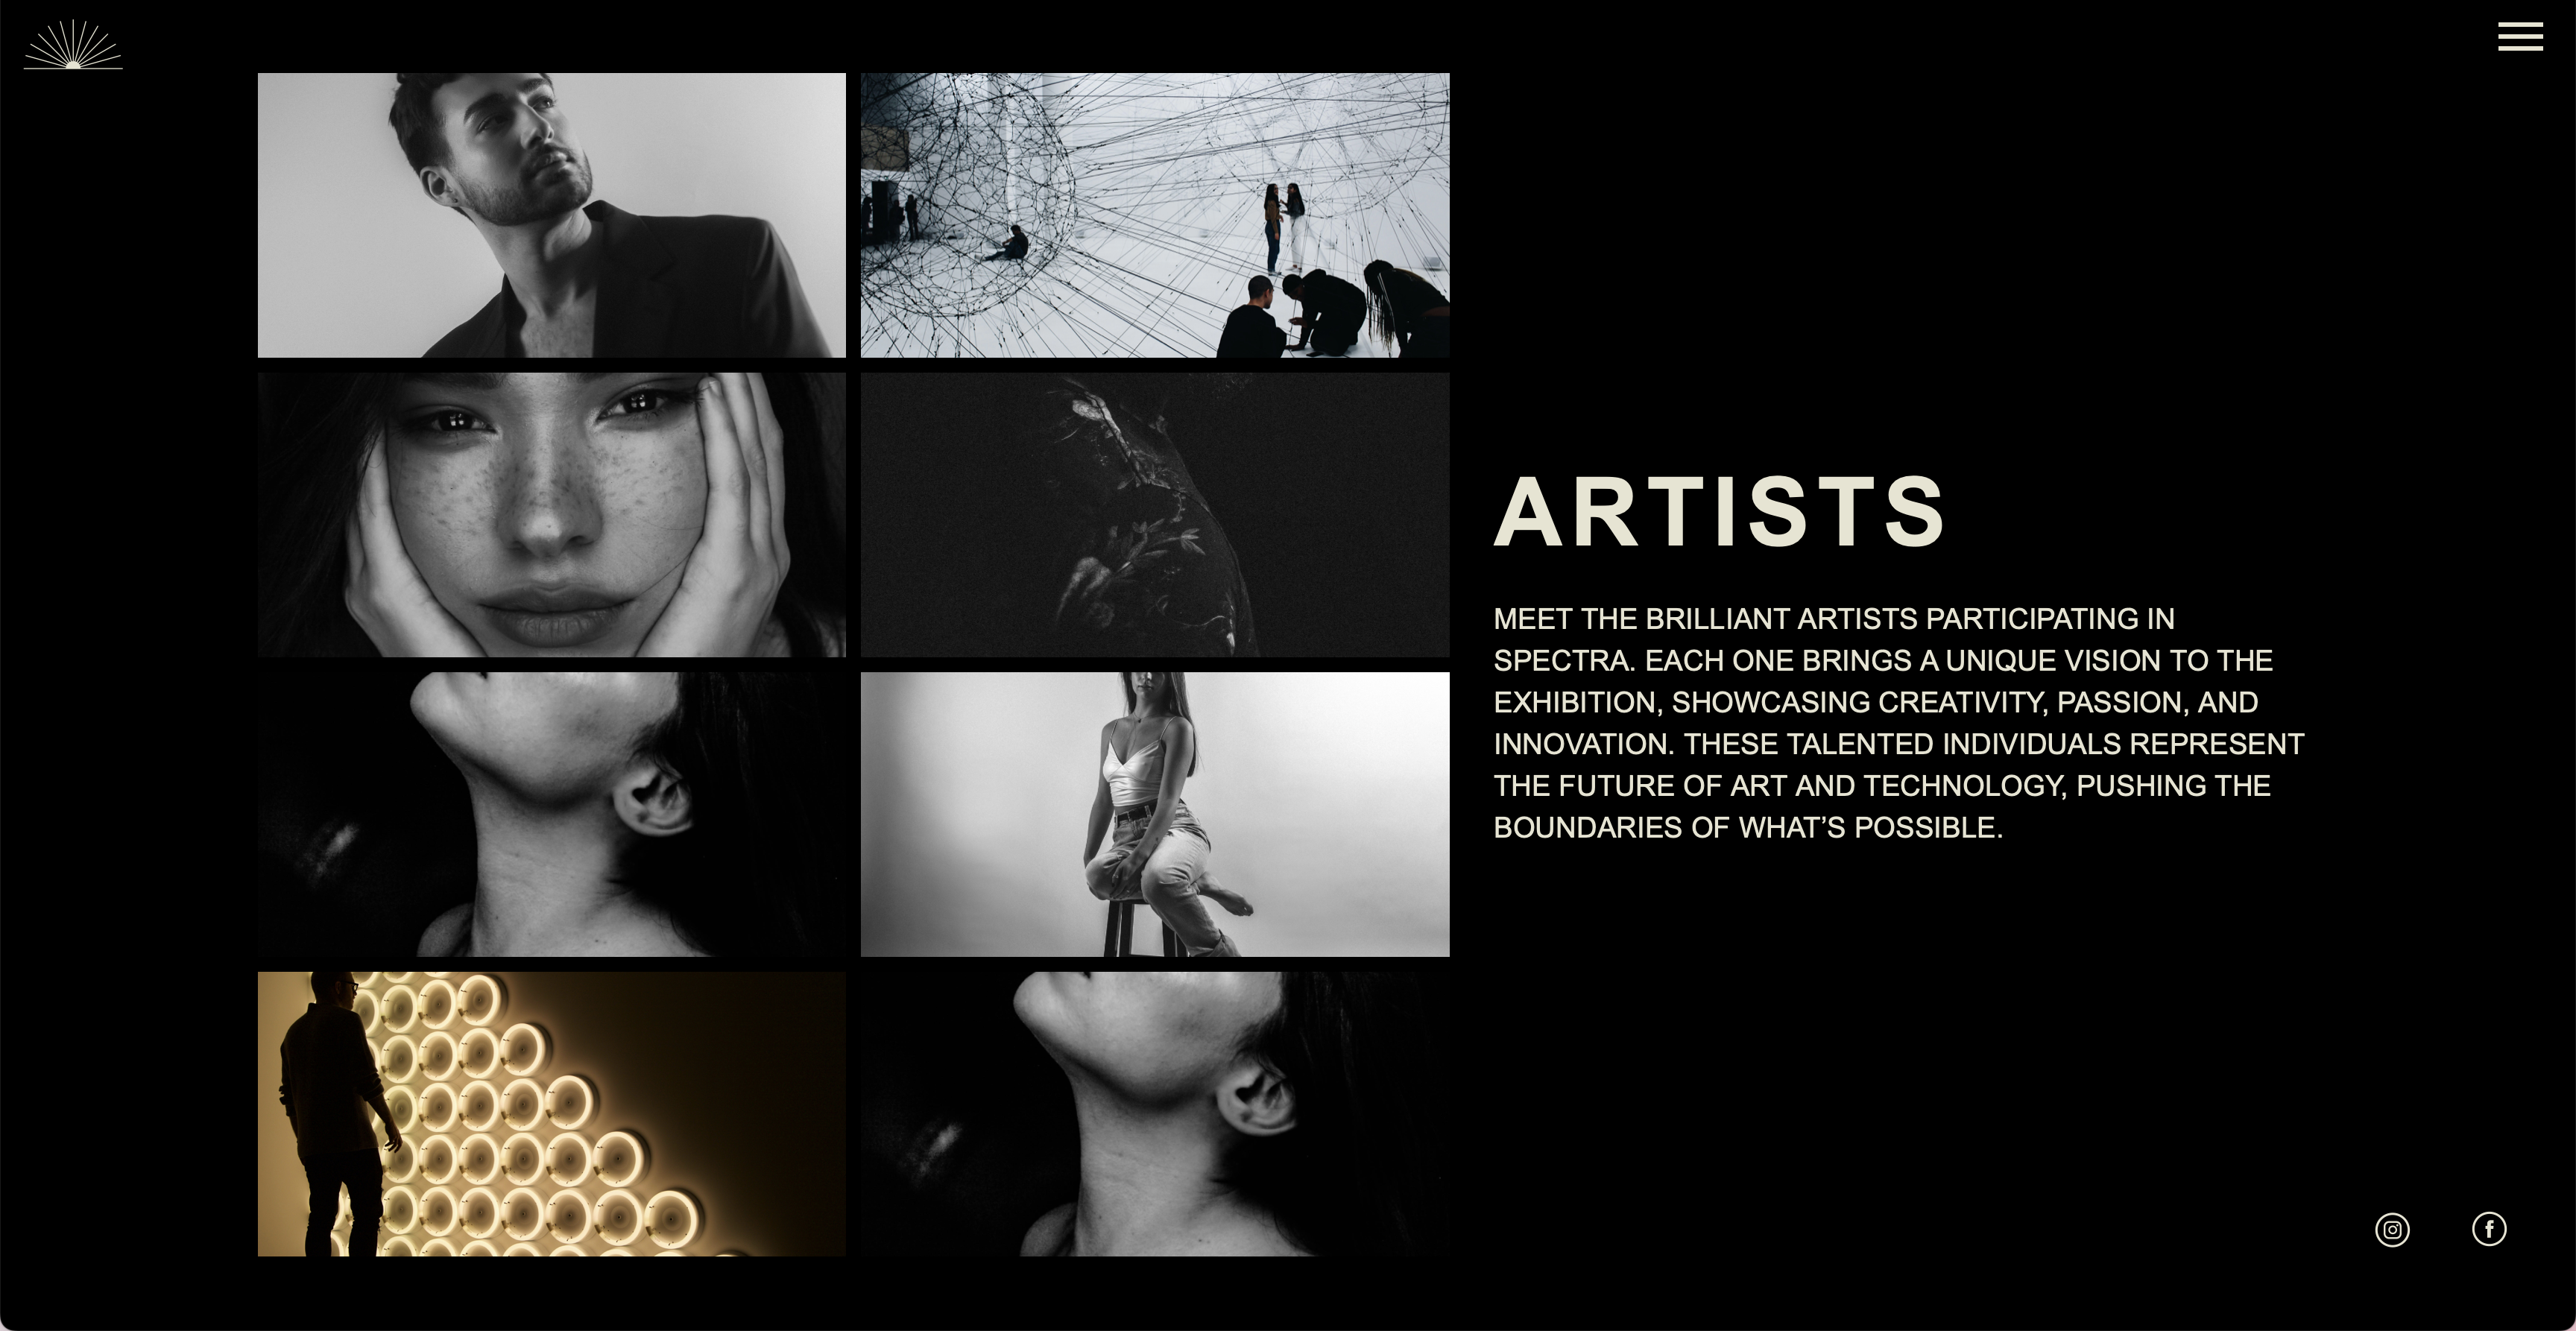 ARTISTS
MEET THE BRILLIANT ARTISTS PARTICIPATING IN
SPECTRA. EACH ONE BRINGS A UNIQUE VISION TO THE
EXHIBITION, SHOWCASING CREATIVITY, PASSION, AND
INNOVATION. THESE TALENTED INDIVIDUALS REPRESENT
THE FUTURE OF ART AND TECHNOLOGY, PUSHING THE
BOUNDARIES OF WHAT’S POSSIBLE.